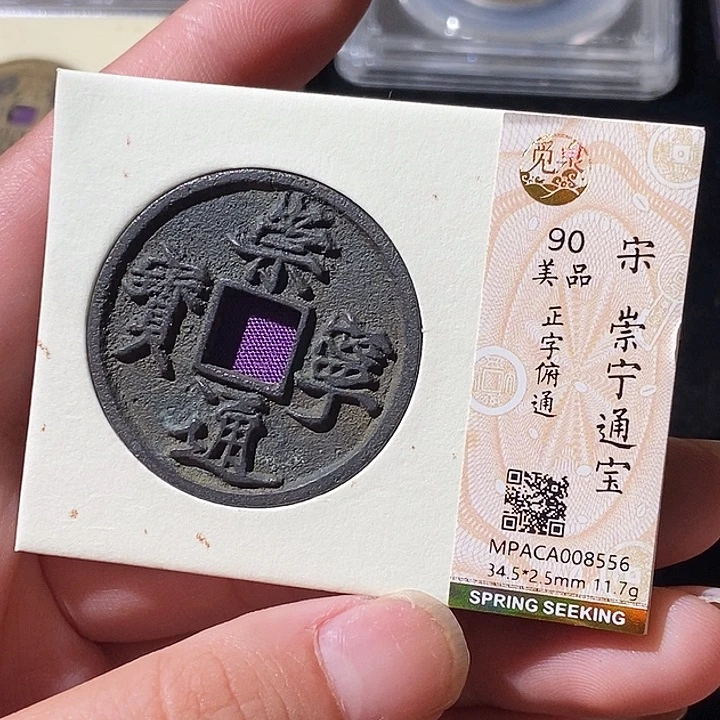 崇寧通寳
觅泉
宋 崇宁通宝
90
美品
正字俯通
MPACA008556
34.5*2.5mm 11.7g
SPRING SEEKING